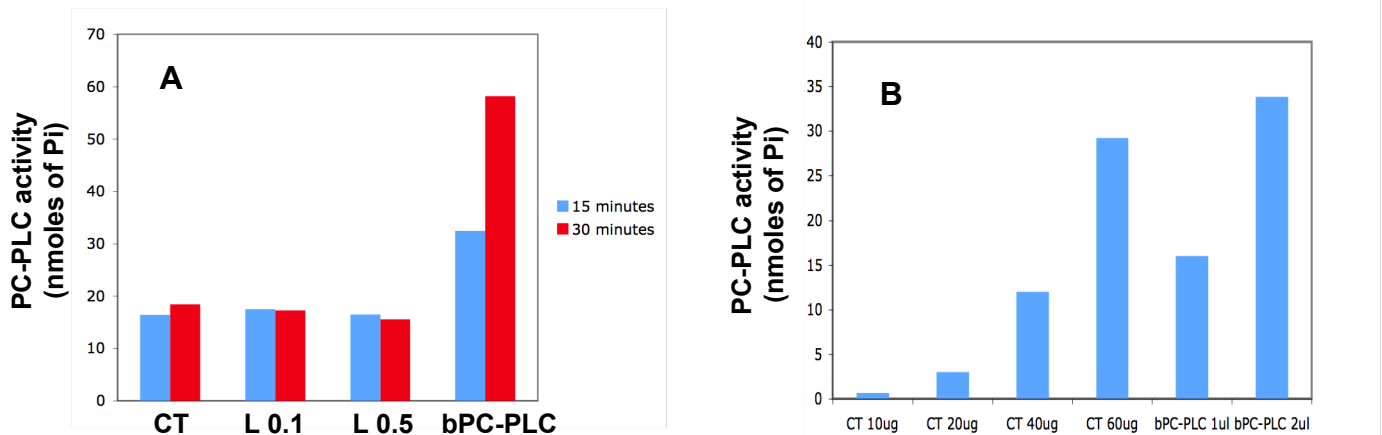 PC-PLC activity
(nmoles of Pi)
70
60
50
40
30
20
10
0
A
CT L 0.1 L 0.5 bPC-PLC
15 minutes
30 minutes
PC-PLC activity
(nmoles of Pi)
40
35
30
25
20
15
10
5
0
B
CT 10ug CT 20ug CT 40ug CT 60ug bPC-PLC 1ul bPC-PLC 2ul